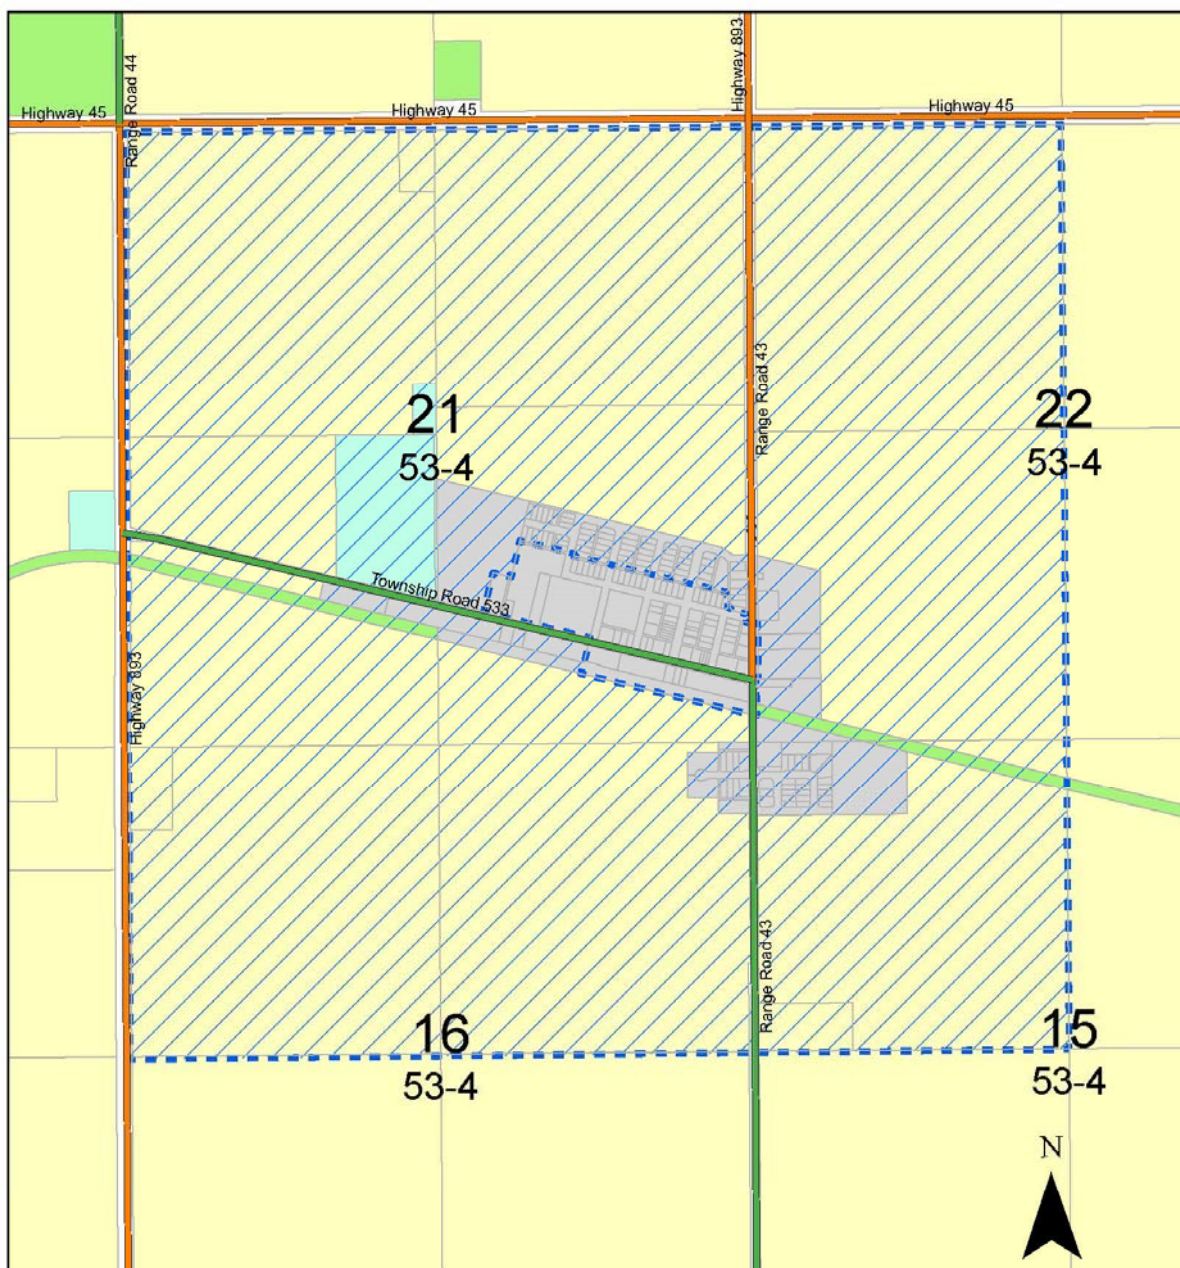 Highway 893
Range Road 44
Highway 45
Highway 45
Highway 45
Range Road 43
21
53-4
22
53-4
Township Road 533
Highway 893
Range Road 43
16
53-4
15
53-4
N